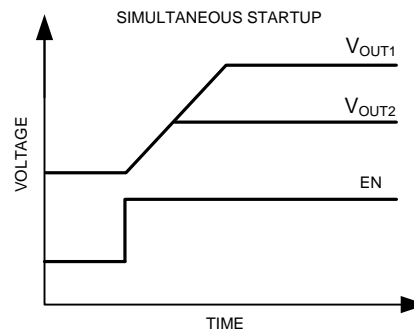 SIMULTANEOUS STARTUP
VOUT1
VOUT2
VOLTAGE
EN
TIME